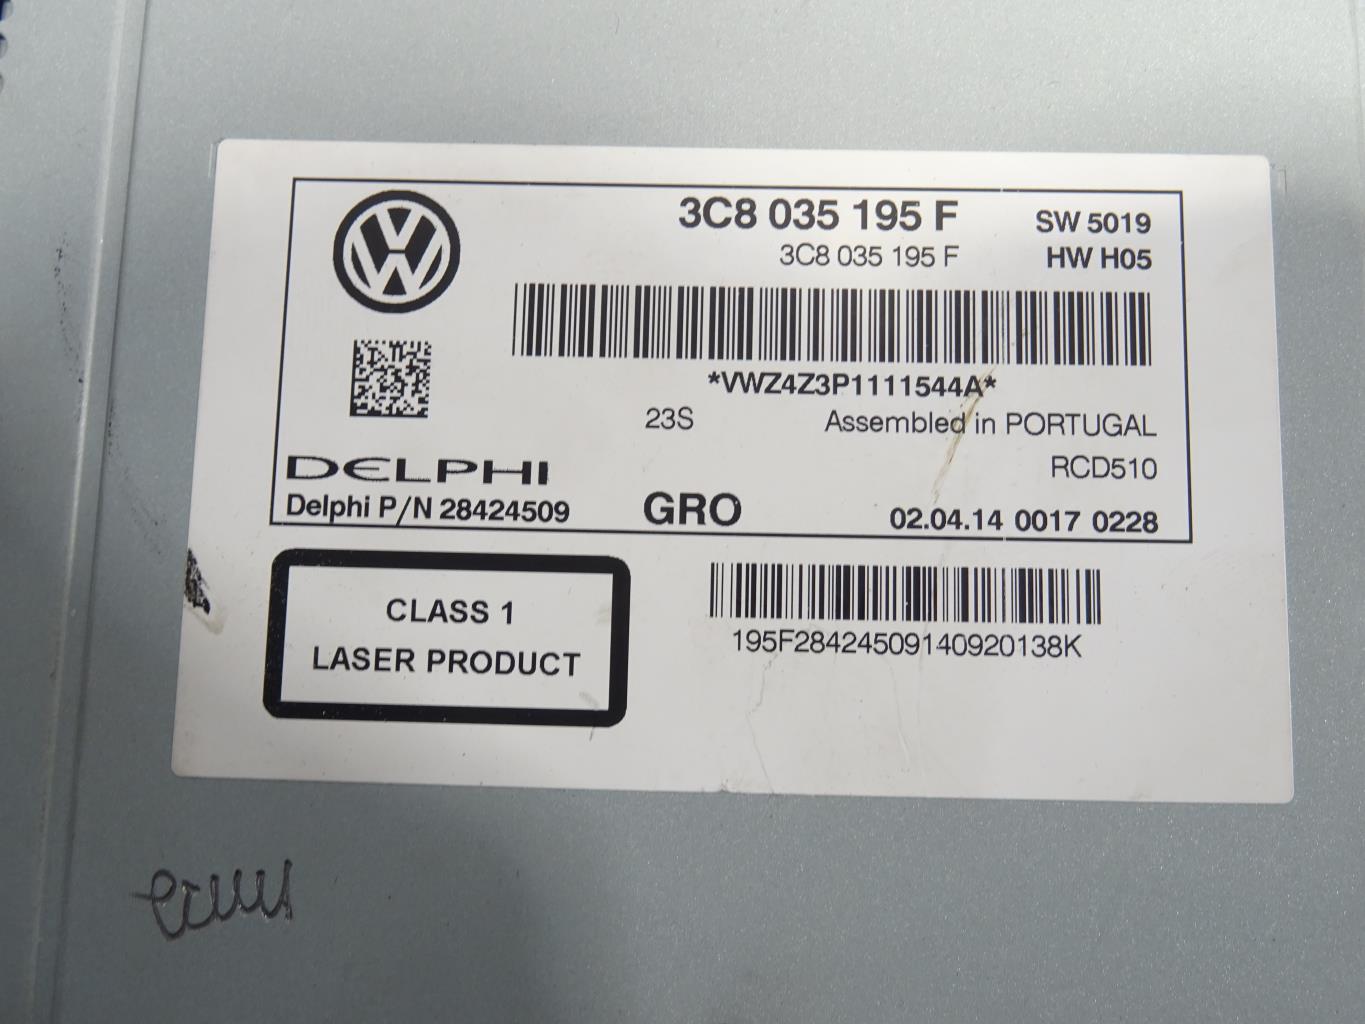 3C8 035 195 F SW 5019
3C8 035 195 F HW H05
*VWZ4Z3P1111544A*
23S Assembled in PORTUGAL
DELPHI RCD510
Delphi P/N 28424509 GRO 02.04.14 0017 0228
CLASS 1
LASER PRODUCT
195F28424509140920138K